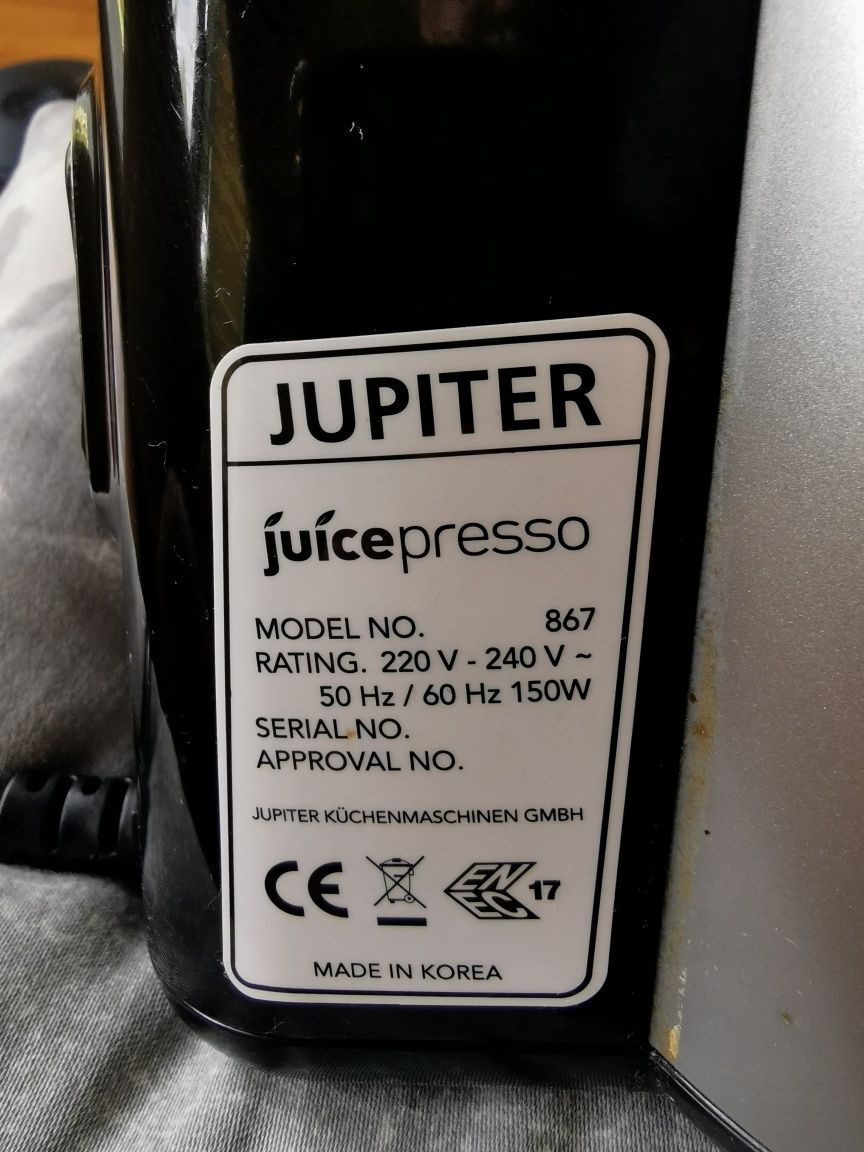 JUPITER
juicepresso
MODEL NO. 867
RATING. 220 V - 240 V ~
50 Hz / 60 Hz 150W
SERIAL NO.
APPROVAL NO.
JUPITER KÜCHENMASCHINEN GMBH
CE EN EC 17
MADE IN KOREA